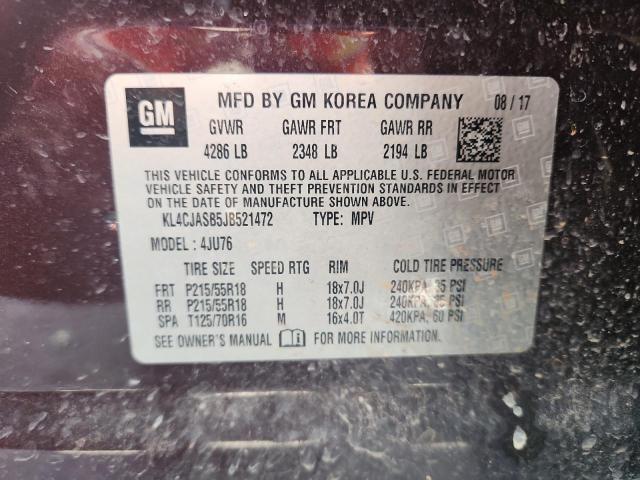 GM MFD BY GM KOREA COMPANY 08/17
GVWR GAWR FRT GAWR RR
4286 LB 2348 LB 2194 LB
THIS VEHICLE CONFORMS TO ALL APPLICABLE U.S. FEDERAL MOTOR
VEHICLE SAFETY AND THEFT PREVENTION STANDARDS IN EFFECT
ON THE DATE OF MANUFACTURE SHOWN ABOVE.
KL4CJASB5JB521472 TYPE: MPV
MODEL: 4JU76
TIRE SIZE SPEED RTG RIM COLD TIRE PRESSURE
FRT P215/55R18 H 18x7.0J 240KPA, 35 PSI
RR P215/55R18 H 18x7.0J 240KPA, 35 PSI
SPA T125/70R16 M 16x4.0T 420KPA, 60 PSI
SEE OWNER'S MANUAL FOR MORE INFORMATION.